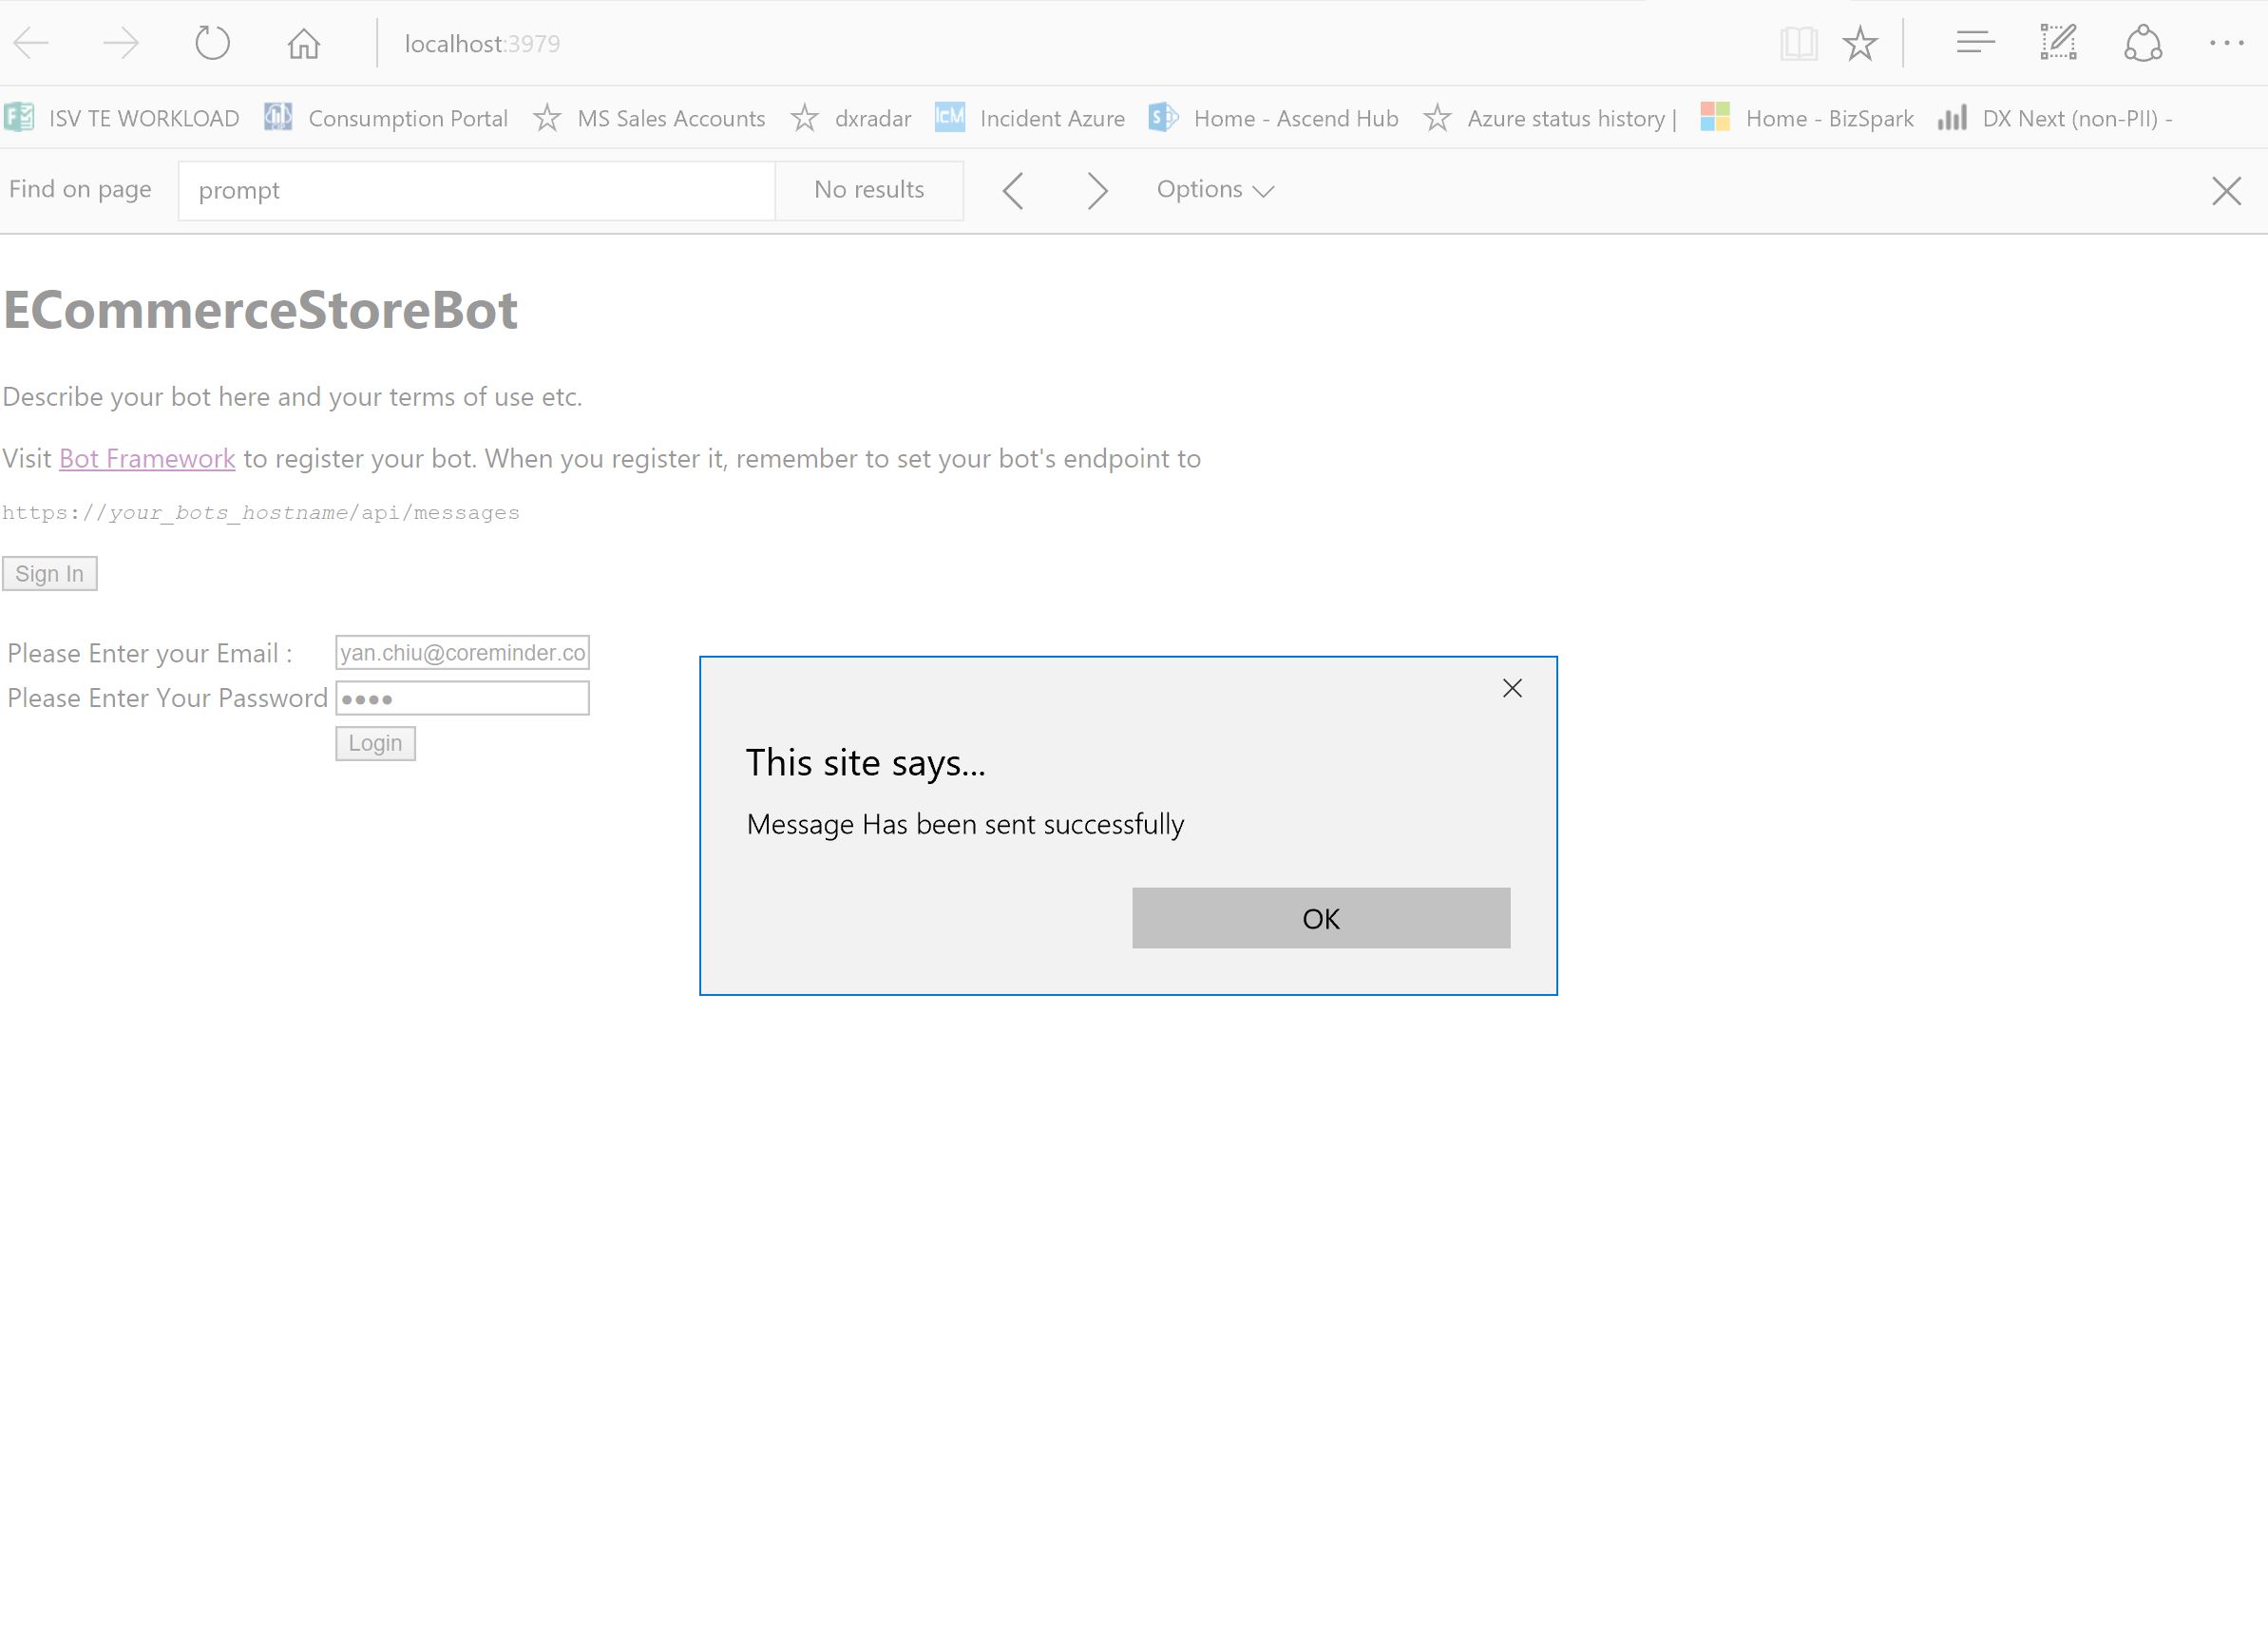 localhost:3979
ISV TE WORKLOAD Consumption Portal MS Sales Accounts dxradar IcM Incident Azure S Home - Ascend Hub Azure status history | Home - BizSpark DX Next (non-PII) -
Find on page prompt No results Options
ECommerceStoreBot
Describe your bot here and your terms of use etc.
Visit Bot Framework to register your bot. When you register it, remember to set your bot's endpoint to
https://your_bots_hostname/api/messages
Sign In
Please Enter your Email : yan.chiu@coreminder.co
Please Enter Your Password ••••
Login
This site says...
Message Has been sent successfully
OK